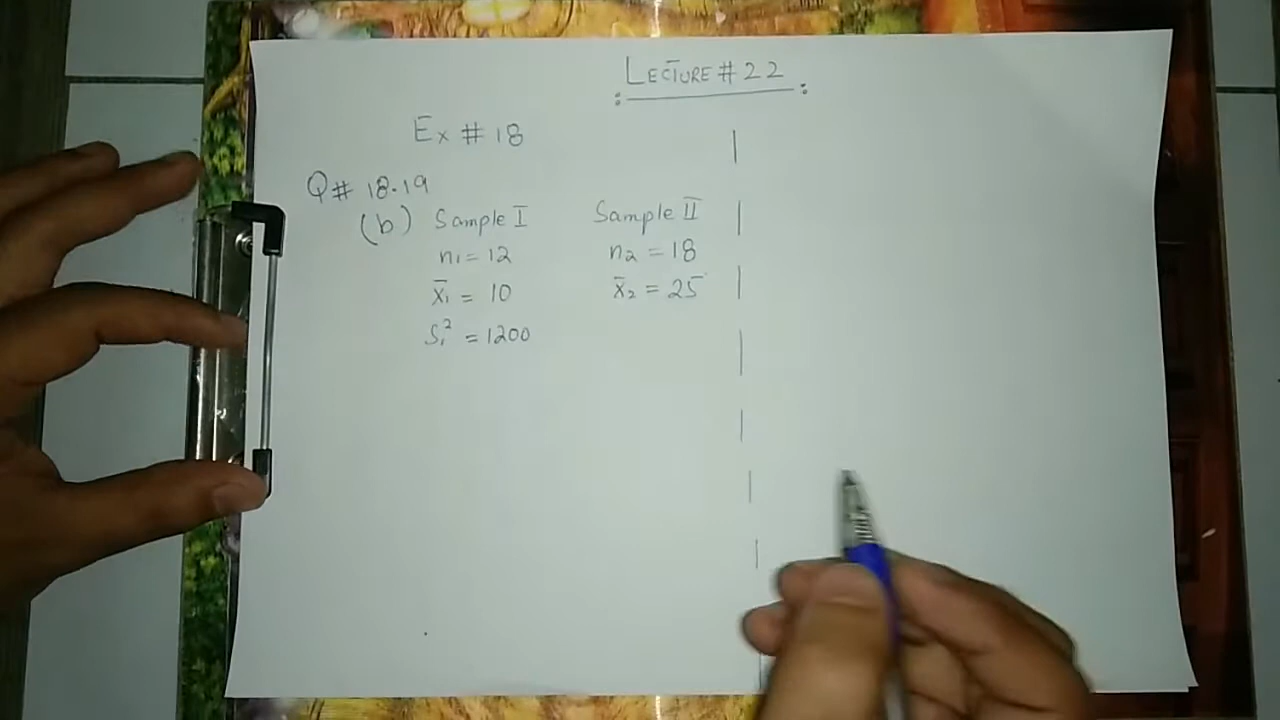 LECTURE # 22
Ex # 18
Q# 18.19
(b) Sample I Sample II
n₁ = 12 n₂ = 18
x̄₁ = 10 x̄₂ = 25
S₁² = 1200